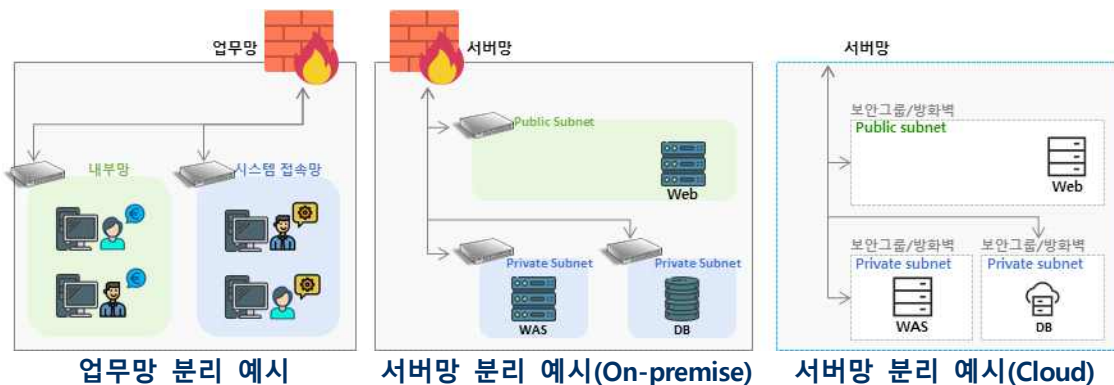 업무망
내부망
시스템 접속망
업무망 분리 예시
서버망
Public Subnet
Web
Private Subnet
WAS
Private Subnet
DB
서버망 분리 예시(On-premise)
서버망
보안그룹/방화벽
Public subnet
Web
보안그룹/방화벽
Private subnet
WAS
보안그룹/방화벽
Private subnet
DB
서버망 분리 예시(Cloud)